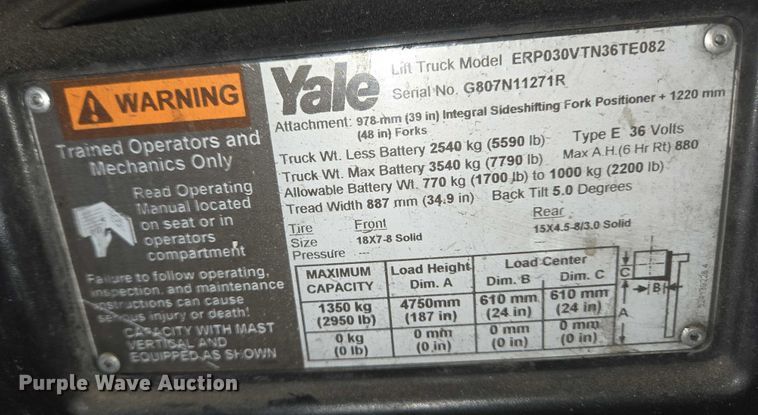 WARNING
Trained Operators and
Mechanics Only
Read Operating
Manual located
on seat or in
operators
compartment
Failure to follow operating,
inspection, and maintenance
instructions can cause
serious injury or death!
CAPACITY WITH MAST
VERTICAL AND
EQUIPPED AS SHOWN
Yale
Lift Truck Model ERP030VTN36TE082
Serial No. G807N11271R
Attachment: 978-mm (39 in) Integral Sideshifting Fork Positioner + 1220 mm
(48 in) Forks
Truck Wt. Less Battery 2540 kg (5590 lb) Type E 36 Volts
Truck Wt. Max Battery 3540 kg (7790 lb) Max A.H.(6 Hr Rt) 880
Allowable Battery Wt. 770 kg (1700 lb) to 1000 kg (2200 lb)
Tread Width 887 mm (34.9 in) Back Tilt 5.0 Degrees
Tire Front Rear
Size 18X7-8 Solid 15X4.5-8/3.0 Solid
Pressure --- ---
MAXIMUM CAPACITY Load Height Dim. A Load Center Dim. B Dim. C
1350 kg 4750mm 610 mm 610 mm
(2950 lb) (187 in) (24 in) (24 in)
0 kg 0 mm 0 mm 0 mm
(0 lb) (0 in) (0 in) (0 in)
C
B
A
Purple Wave Auction